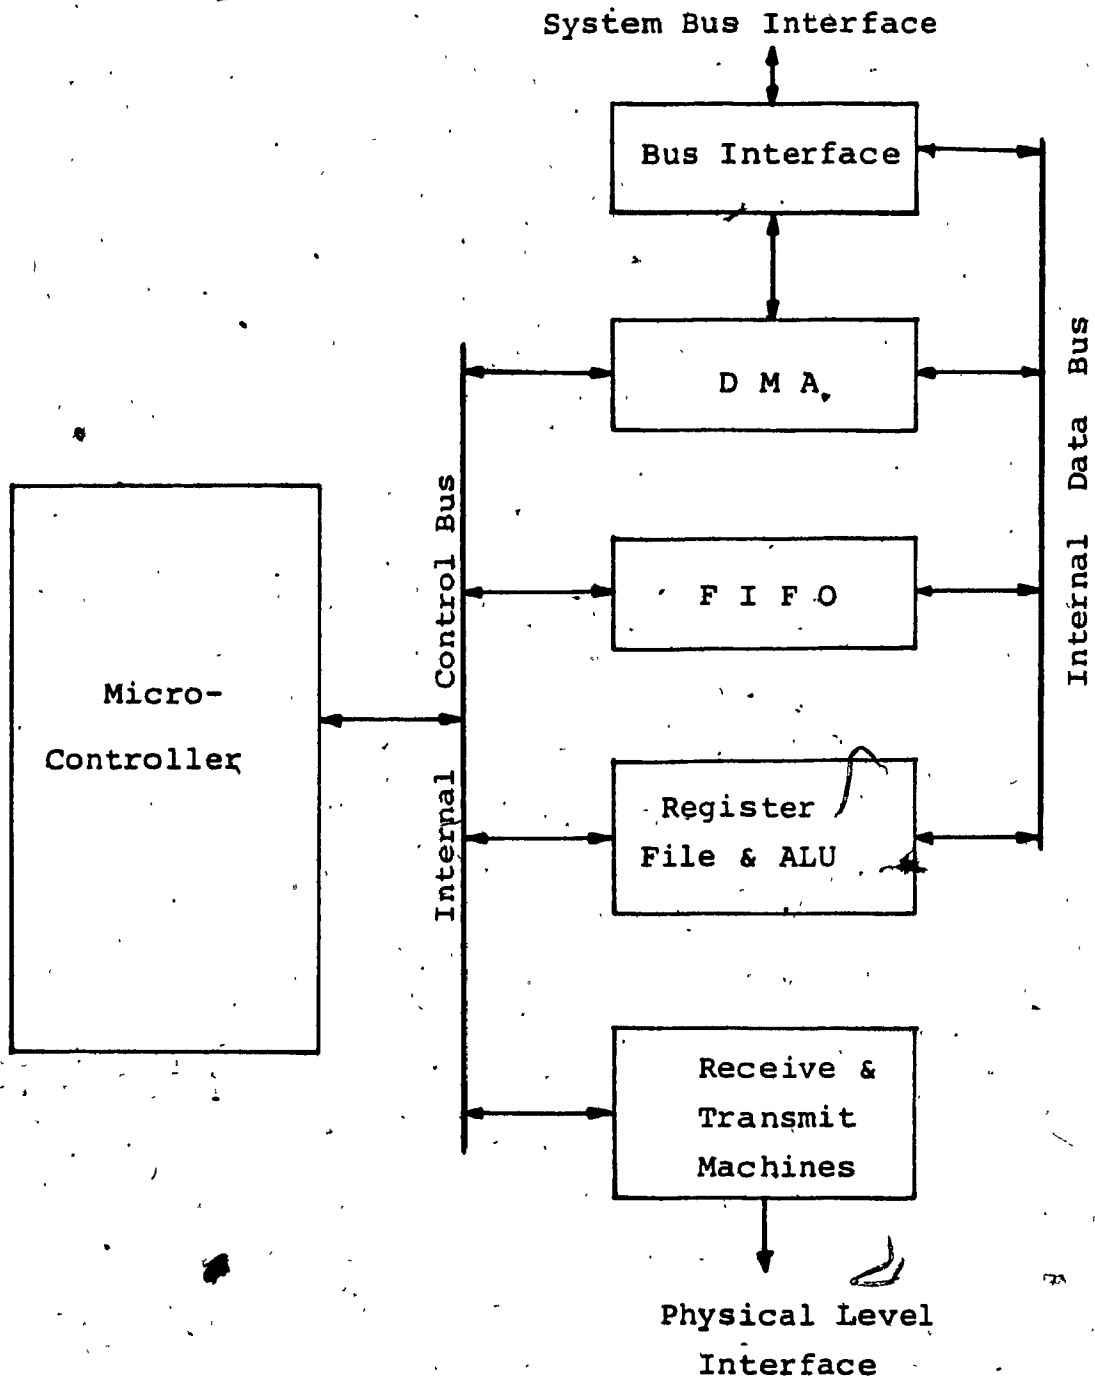 System Bus Interface
Bus Interface
D M A
F I F O
Micro-
Controller
Internal Control Bus
Internal Data Bus
Register
File & ALU
Receive &
Transmit
Machines
Physical Level
Interface